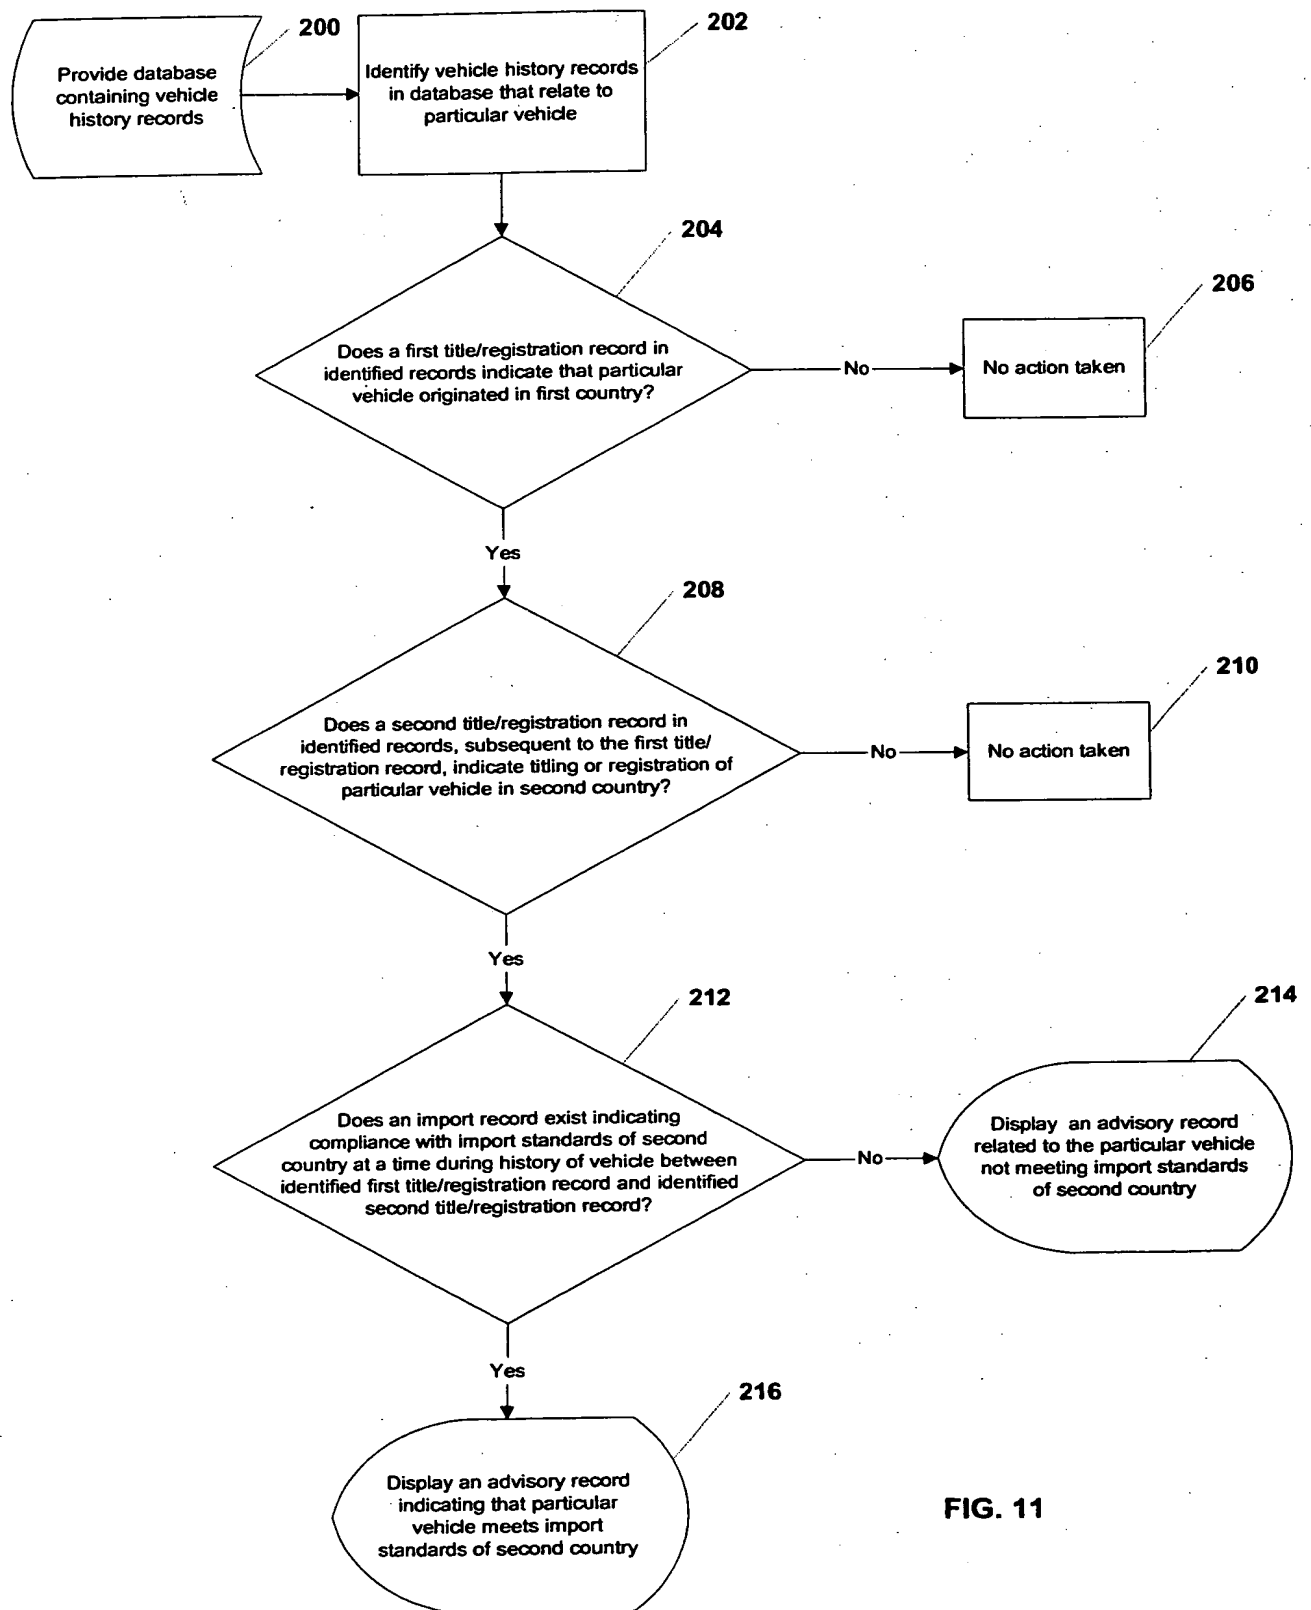 200
Provide database
containing vehicle
history records
202
Identify vehicle history records
in database that relate to
particular vehicle
204
Does a first title/registration record in
identified records indicate that particular
vehicle originated in first country?
No
206
No action taken
Yes
208
Does a second title/registration record in
identified records, subsequent to the first title/
registration record, indicate titling or registration of
particular vehicle in second country?
No
210
No action taken
Yes
212
Does an import record exist indicating
compliance with import standards of second
country at a time during history of vehicle between
identified first title/registration record and identified
second title/registration record?
No
214
Display an advisory record
related to the particular vehicle
not meeting import standards
of second country
Yes
216
Display an advisory record
indicating that particular
vehicle meets import
standards of second country
FIG. 11